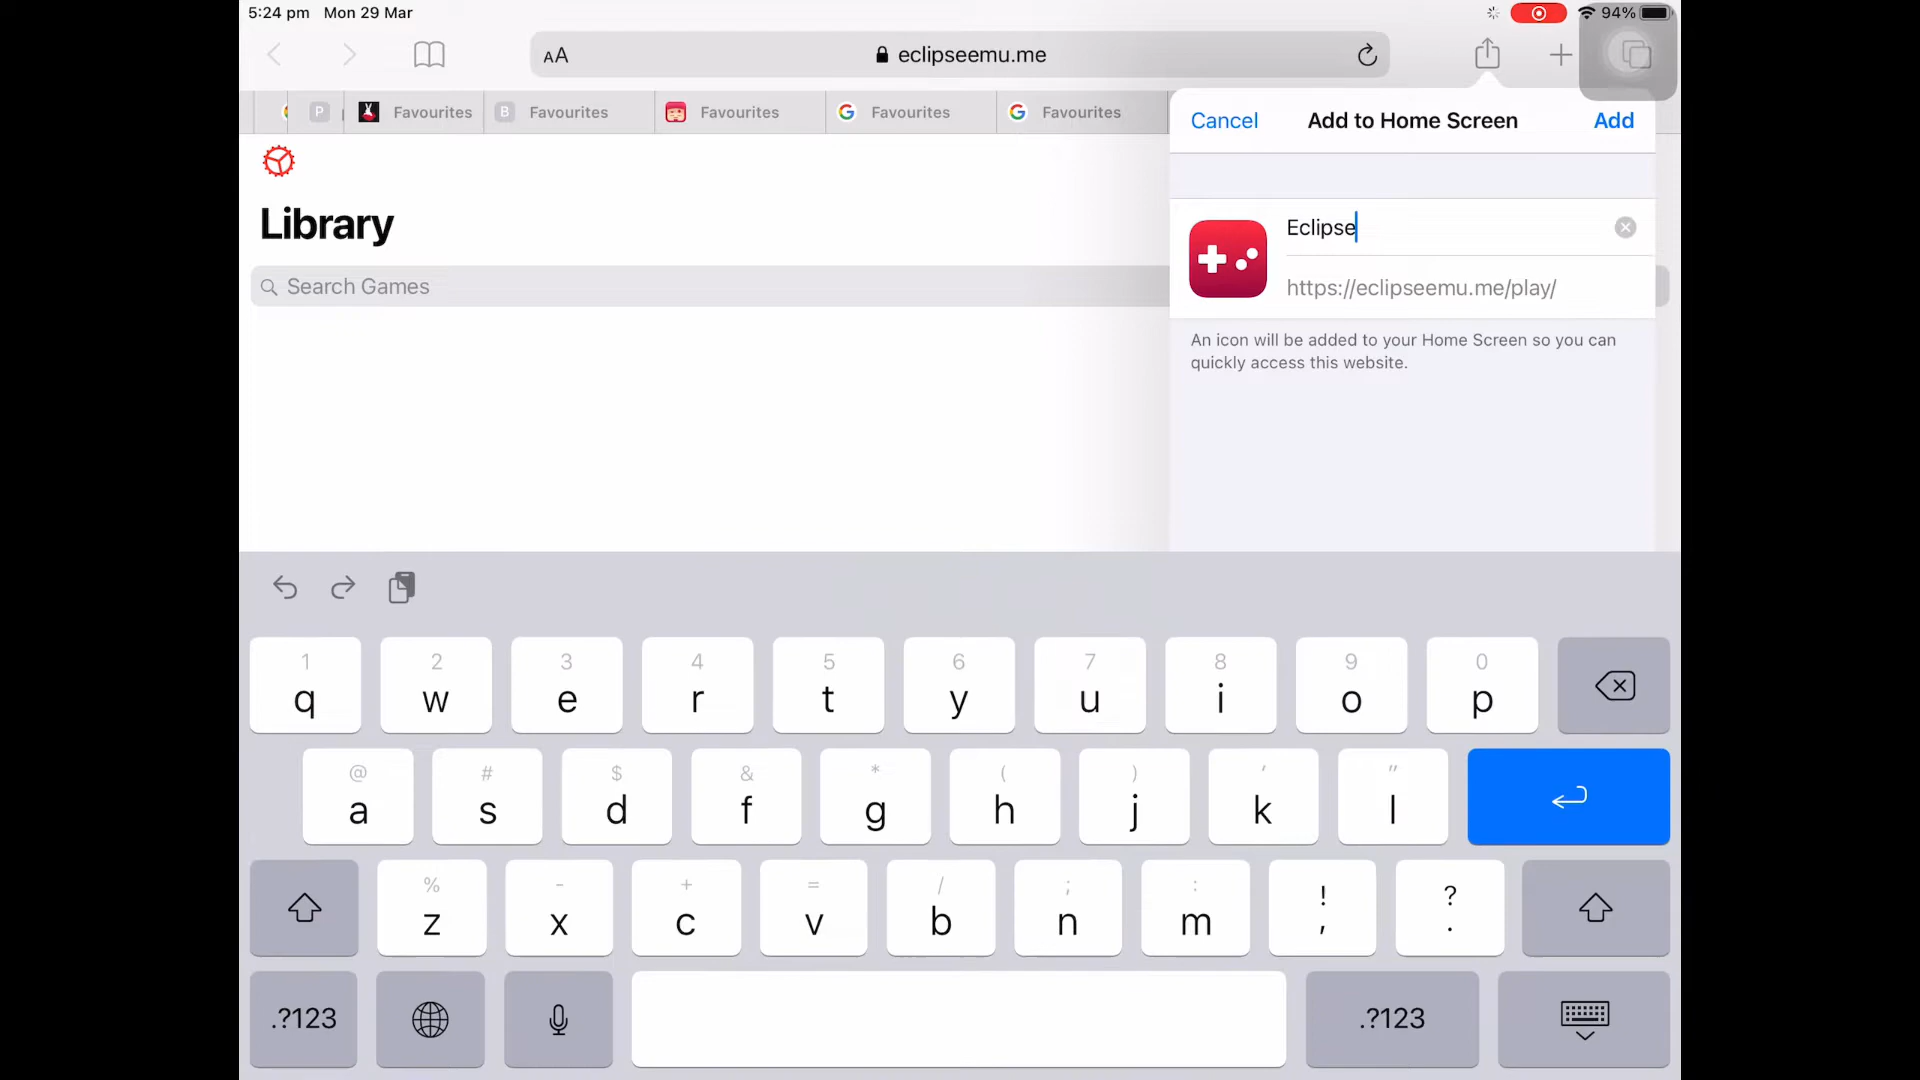 5:24 pm Mon 29 Mar
94%
AA
eclipseemu.me
P
Favourites
B
Favourites
Favourites
G Favourites
G Favourites
Cancel
Add to Home Screen
Add
Library
Eclipse
Search Games
https://eclipseemu.me/play/
An icon will be added to your Home Screen so you can
quickly access this website.
1 2 3 4 5 6 7 8 9 0
q w e r t y u i o p
@ # $ & * ( ) ' "
a s d f g h j k l
% - + = / ; : ! ?
z x c v b n m , .
.?123 .?123